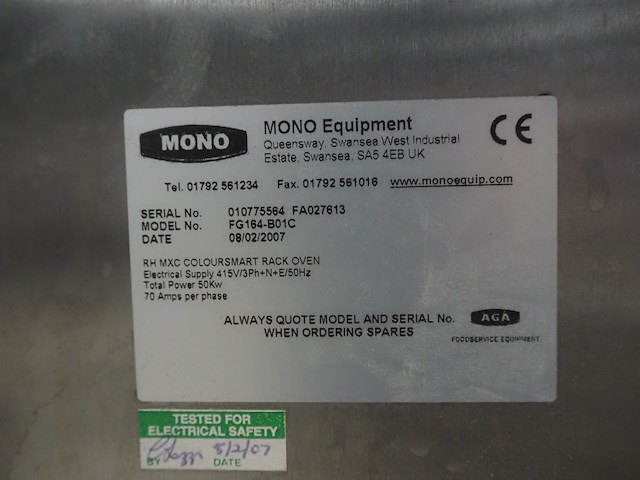 MONO
MONO Equipment
Queensway, Swansea West Industrial
Estate, Swansea, SA5 4EB UK
CE
Tel. 01792 561234 Fax. 01792 561016 www.monoequip.com
SERIAL No. 010775564 FA027613
MODEL No. FG164-B01C
DATE 08/02/2007
RH MXC COLOURSMART RACK OVEN
Electrical Supply 415V/3Ph+N+E/50Hz
Total Power 50Kw
70 Amps per phase
ALWAYS QUOTE MODEL AND SERIAL No.
WHEN ORDERING SPARES
AGA
FOODSERVICE EQUIPMENT
TESTED FOR
ELECTRICAL SAFETY
5/2/07
BY DATE